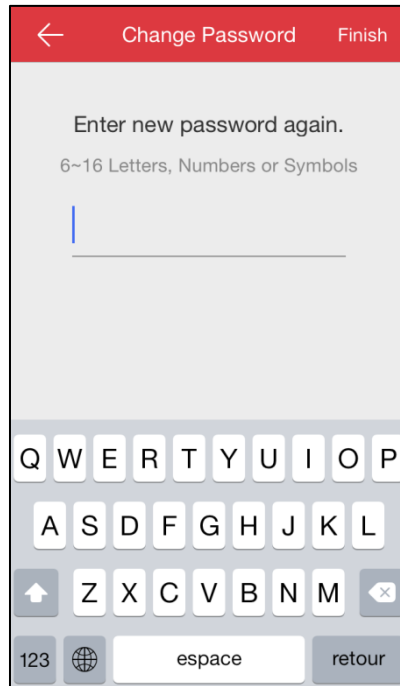 Change Password Finish
Enter new password again.
6~16 Letters, Numbers or Symbols
Q W E R T Y U I O P
A S D F G H J K L
Z X C V B N M
123 espace retour